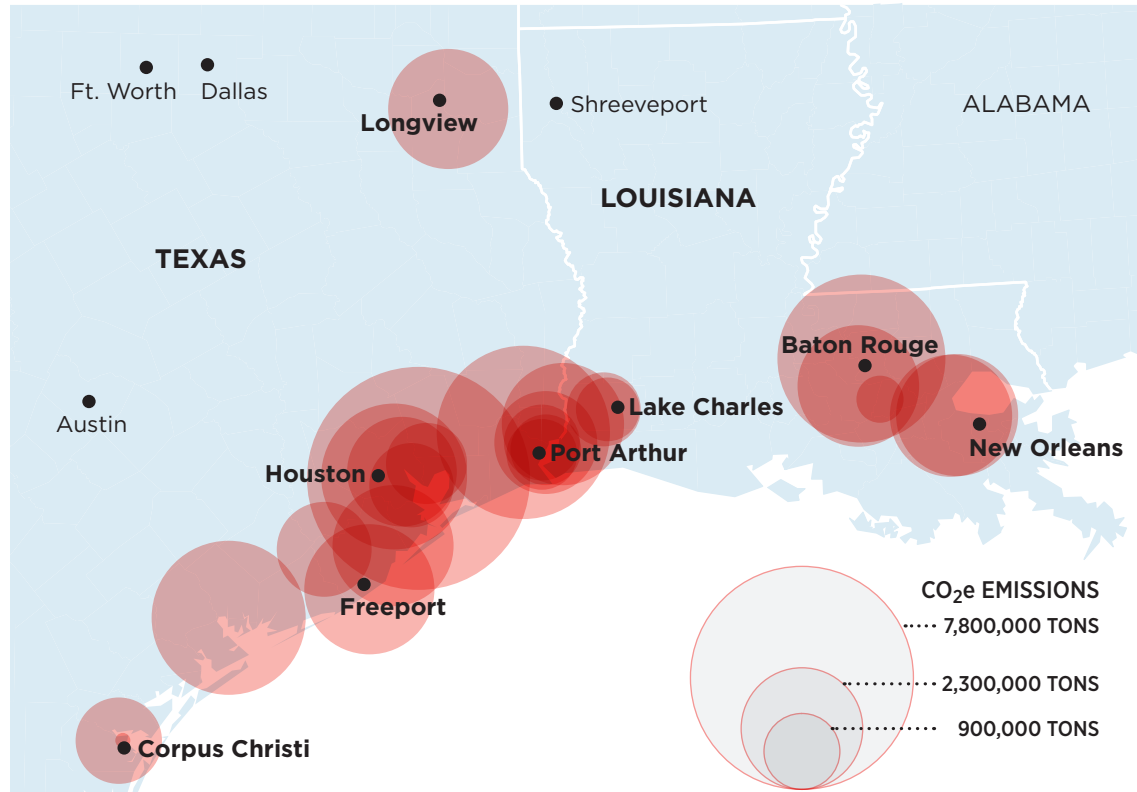 Ft. Worth
Dallas
Longview
Shreeveport
ALABAMA
LOUISIANA
TEXAS
Baton Rouge
Austin
Lake Charles
New Orleans
Port Arthur
Houston
Freeport
Corpus Christi
CO₂e EMISSIONS
7,800,000 TONS
2,300,000 TONS
900,000 TONS